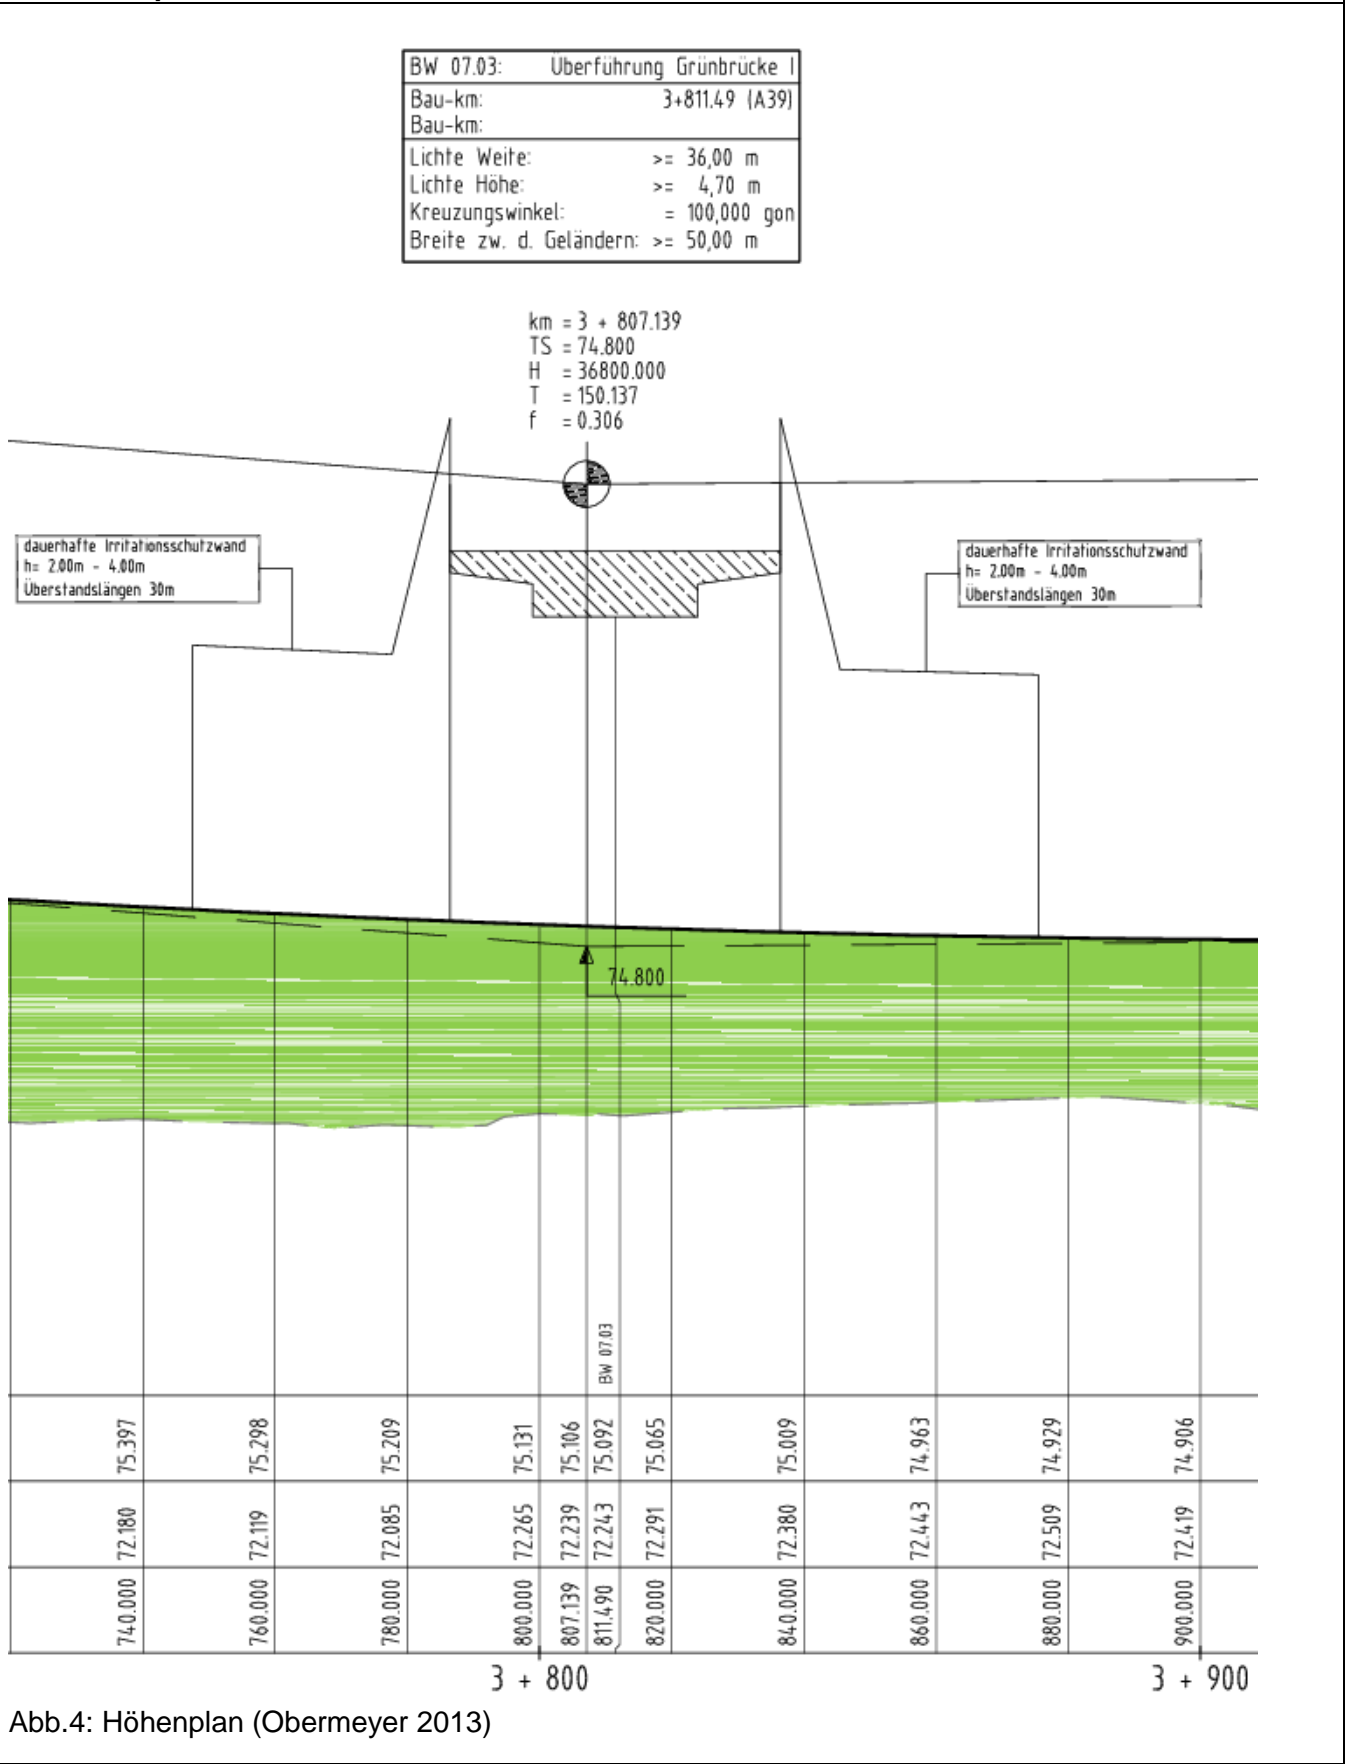 BW 07.03: Überführung Grünbrücke I
Bau-km: 3+811.49 (A39)
Bau-km:
Lichte Weite: >= 36,00 m
Lichte Höhe: >= 4,70 m
Kreuzungswinkel: = 100,000 gon
Breite zw. d. Geländern: >= 50,00 m
km = 3 + 807.139
TS = 74.800
H = 36800.000
T = 150.137
f = 0.306
dauerhafte Irritationsschutzwand
h= 2.00m - 4.00m
Überstandslängen 30m
dauerhafte Irritationsschutzwand
h= 2.00m - 4.00m
Überstandslängen 30m
74.800
BW 07.03
75.397 75.298 75.209 75.131 75.106 75.092 75.065 75.009 74.963 74.929 74.906
72.180 72.119 72.085 72.265 72.239 72.243 72.291 72.380 72.443 72.509 72.419
740.000 760.000 780.000 800.000 807.139 811.490 820.000 840.000 860.000 880.000 900.000
3 + 800 3 + 900
Abb.4: Höhenplan (Obermeyer 2013)